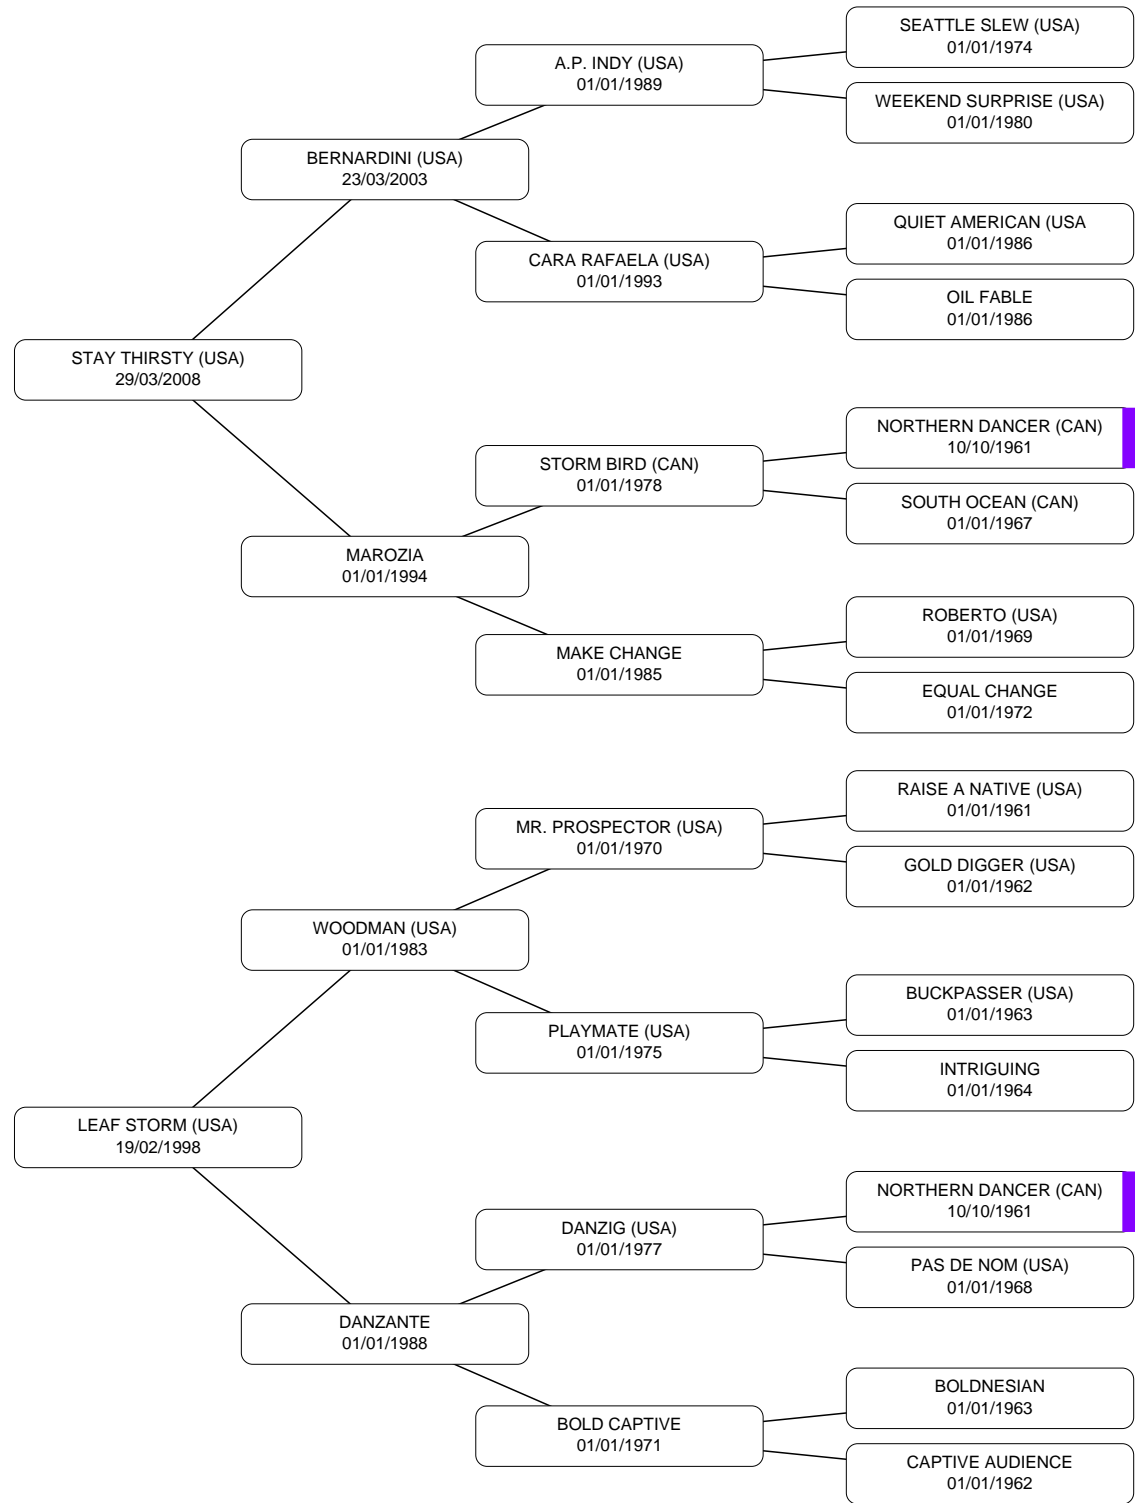 SEATTLE SLEW (USA)
01/01/1974
A.P. INDY (USA)
01/01/1989
WEEKEND SURPRISE (USA)
01/01/1980
BERNARDINI (USA)
23/03/2003
QUIET AMERICAN (USA
01/01/1986
CARA RAFAELA (USA)
01/01/1993
OIL FABLE
01/01/1986
STAY THIRSTY (USA)
29/03/2008
NORTHERN DANCER (CAN)
10/10/1961
STORM BIRD (CAN)
01/01/1978
SOUTH OCEAN (CAN)
01/01/1967
MAROZIA
01/01/1994
ROBERTO (USA)
01/01/1969
MAKE CHANGE
01/01/1985
EQUAL CHANGE
01/01/1972
RAISE A NATIVE (USA)
01/01/1961
MR. PROSPECTOR (USA)
01/01/1970
GOLD DIGGER (USA)
01/01/1962
WOODMAN (USA)
01/01/1983
BUCKPASSER (USA)
01/01/1963
PLAYMATE (USA)
01/01/1975
INTRIGUING
01/01/1964
LEAF STORM (USA)
19/02/1998
NORTHERN DANCER (CAN)
10/10/1961
DANZIG (USA)
01/01/1977
PAS DE NOM (USA)
01/01/1968
DANZANTE
01/01/1988
BOLDNESIAN
01/01/1963
BOLD CAPTIVE
01/01/1971
CAPTIVE AUDIENCE
01/01/1962